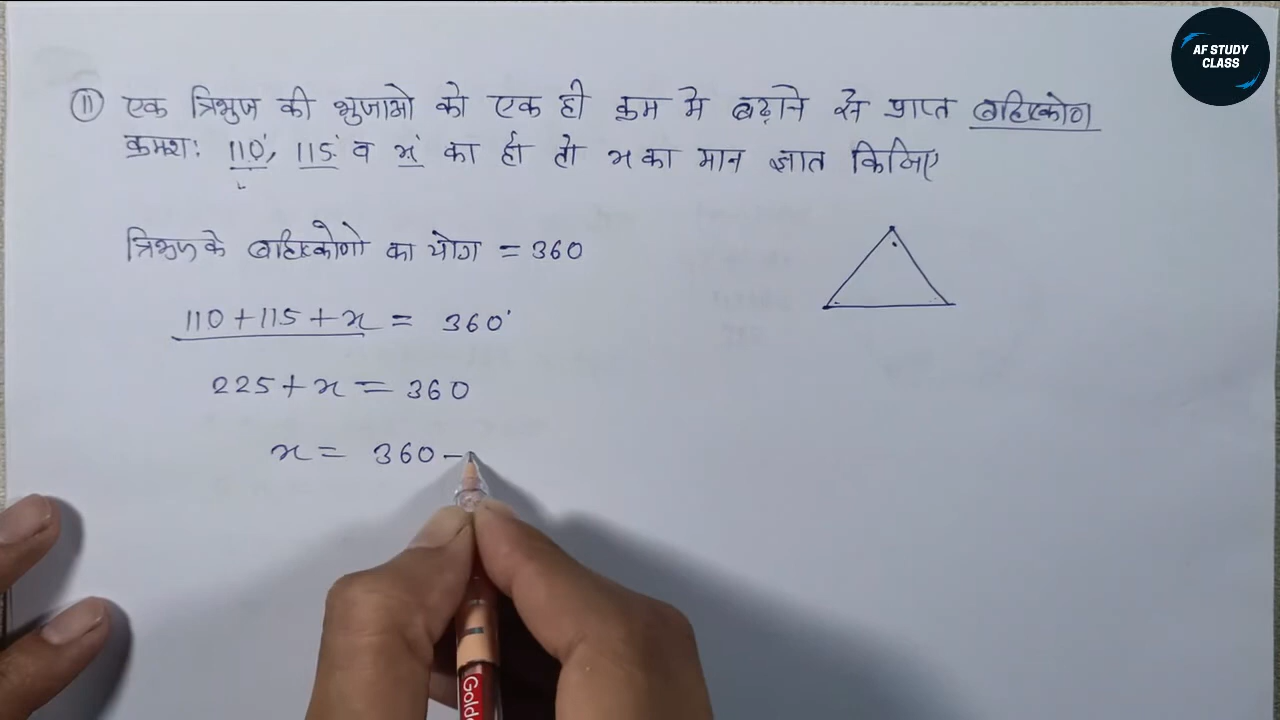 AF STUDY
CLASS
(11) एक त्रिभुज की भुजाओ को एक ही क्रम मे बढ़ाने से प्राप्त बहिष्कोण
क्रमश: 110°, 115° व x° का हो तो x का मान ज्ञात किजिए
त्रिभुज के बहिष्कोणो का योग = 360
110+115+x = 360°
225+x = 360
x = 360-
Golde